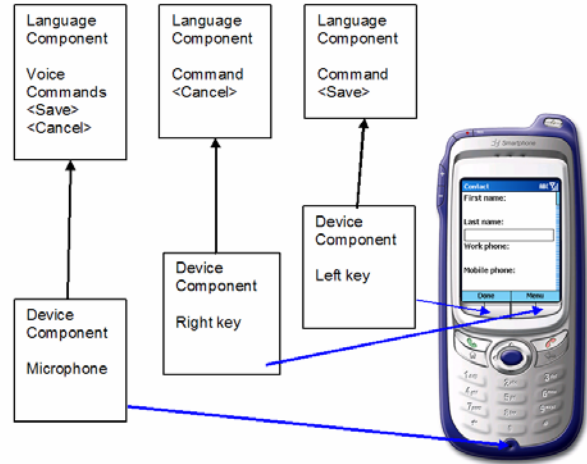 Language
Component
Voice
Commands
<Save>
<Cancel>
Language
Component
Command
<Cancel>
Language
Component
Command
<Save>
Device
Component
Left key
Device
Component
Right key
Device
Component
Microphone
Smartphone
Contact
ABC
First name:
Last name:
Work phone:
Mobile phone:
Done
Menu